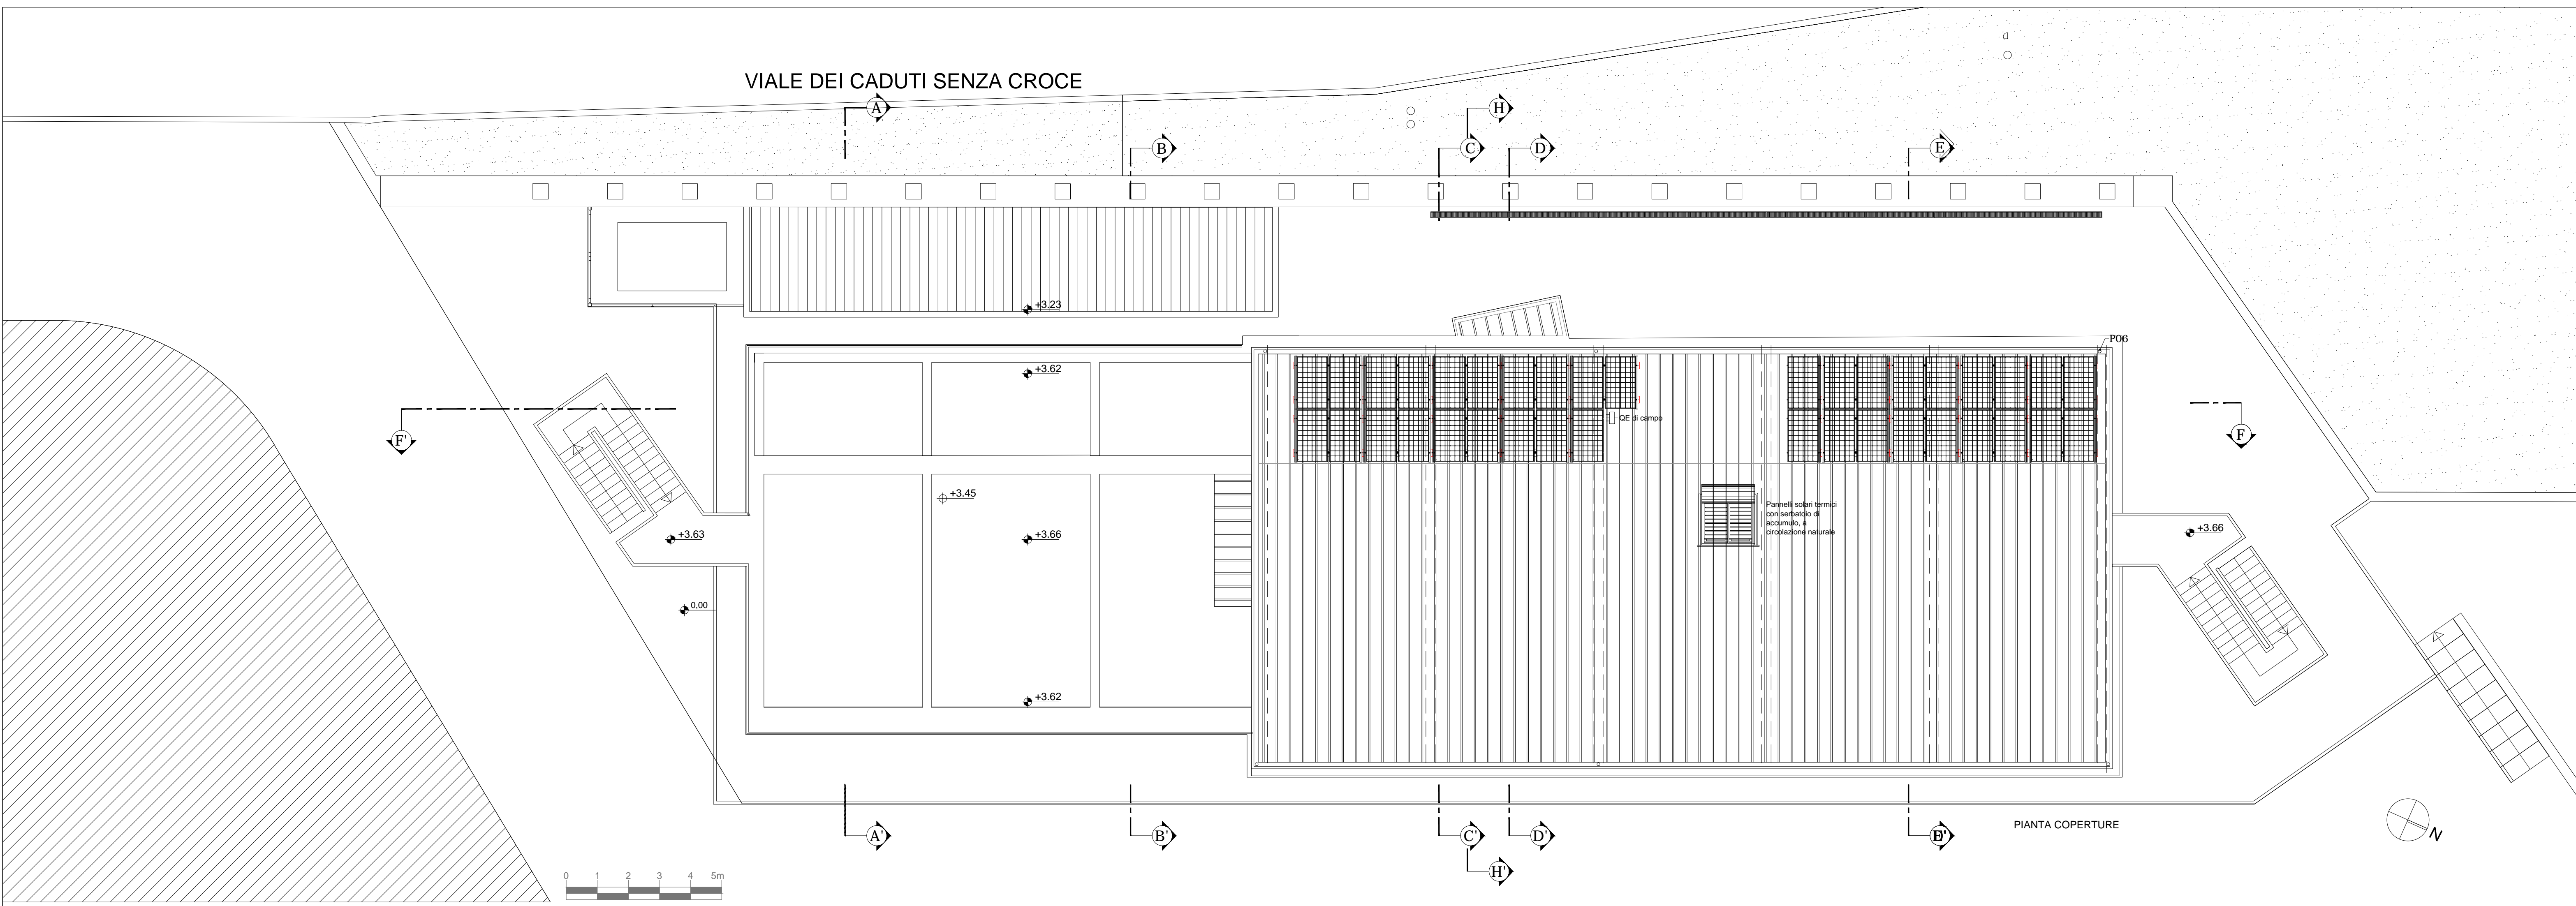 VIALE DEI CADUTI SENZA CROCE
A
H
B
C
D
E
+3.23
P06
+3.62
QE di campo
F'
F
+3.45
Pannelli solari termici
con serbatoio di
accumulo, a
circolazione naturale
+3.63
+3.66
+3.66
0,00
+3.62
PIANTA COPERTURE
N
A'
B'
C'
D'
E'
H'
0 1 2 3 4 5m